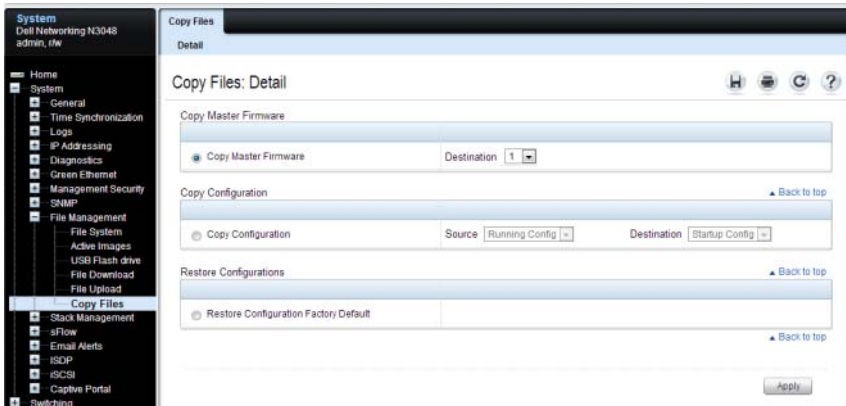 System
Dell Networking N3048
admin, r/w
Home
System
General
Time Synchronization
Logs
IP Addressing
Diagnostics
Green Ethernet
Management Security
SNMP
File Management
File System
Active Images
USB Flash drive
File Download
File Upload
Copy Files
Stack Management
sFlow
Email Alerts
ISDP
iSCSI
Captive Portal
Switching
Copy Files
Detail
Copy Files: Detail
?
Copy Master Firmware
Copy Master Firmware Destination 1
Copy Configuration Back to top
Copy Configuration Source Running Config Destination Startup Config
Restore Configurations Back to top
Restore Configuration Factory Default
Back to top
Apply